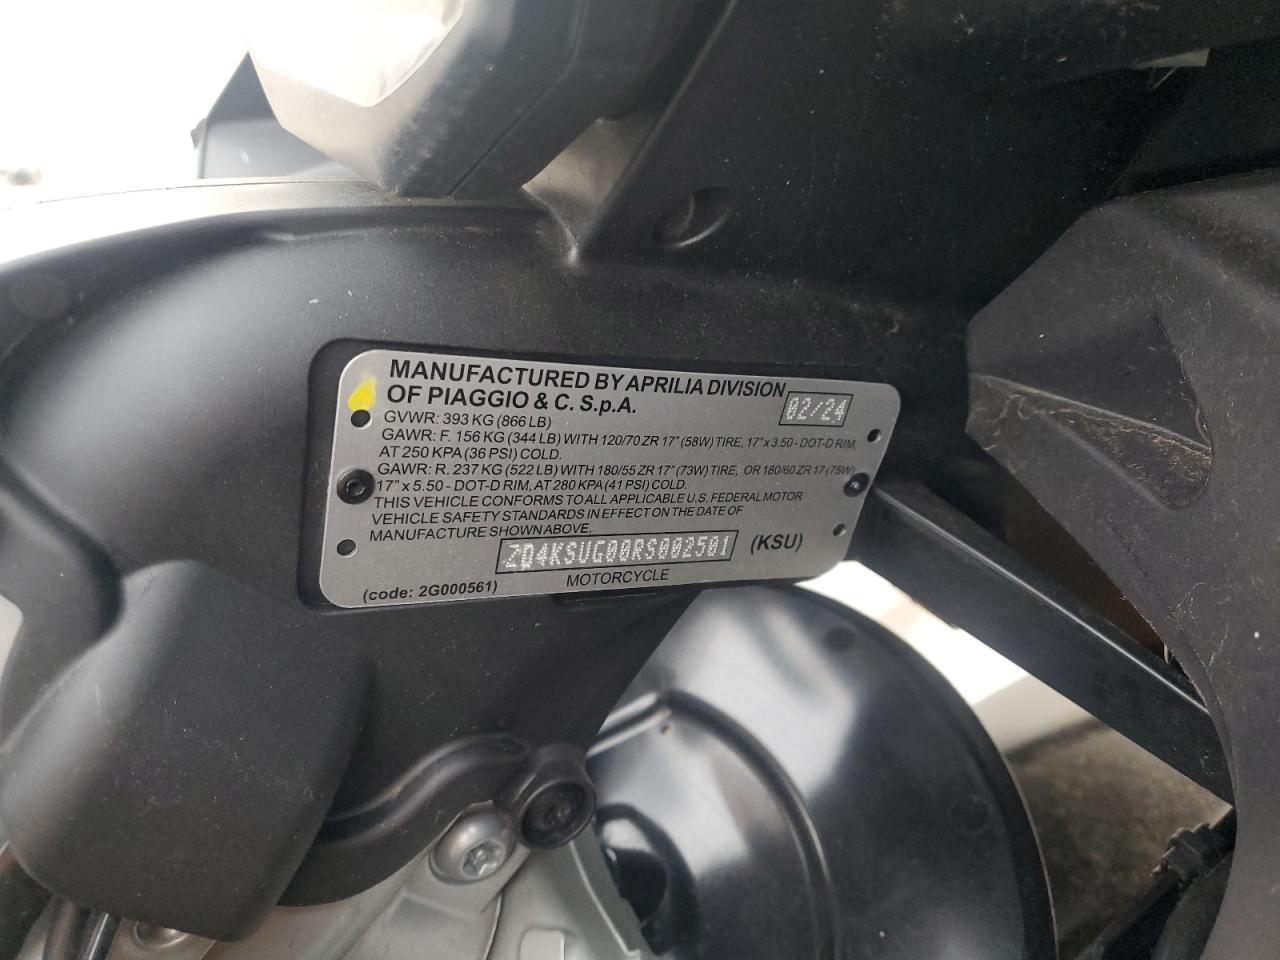 MANUFACTURED BY APRILIA DIVISION
OF PIAGGIO & C. S.p.A.
02/24
GVWR: 393 KG (866 LB)
GAWR: F. 156 KG (344 LB) WITH 120/70 ZR 17" (58W) TIRE, 17" x 3.50 - DOT-D RIM,
AT 250 KPA (36 PSI) COLD.
GAWR: R. 237 KG (522 LB) WITH 180/55 ZR 17" (73W) TIRE, OR 180/60 ZR 17 (75W)
17" x 5.50 - DOT-D RIM, AT 280 KPA (41 PSI) COLD.
THIS VEHICLE CONFORMS TO ALL APPLICABLE U.S. FEDERAL MOTOR
VEHICLE SAFETY STANDARDS IN EFFECT ON THE DATE OF
MANUFACTURE SHOWN ABOVE.
ZD4KSUG00RS002501 (KSU)
(code: 2G000561) MOTORCYCLE